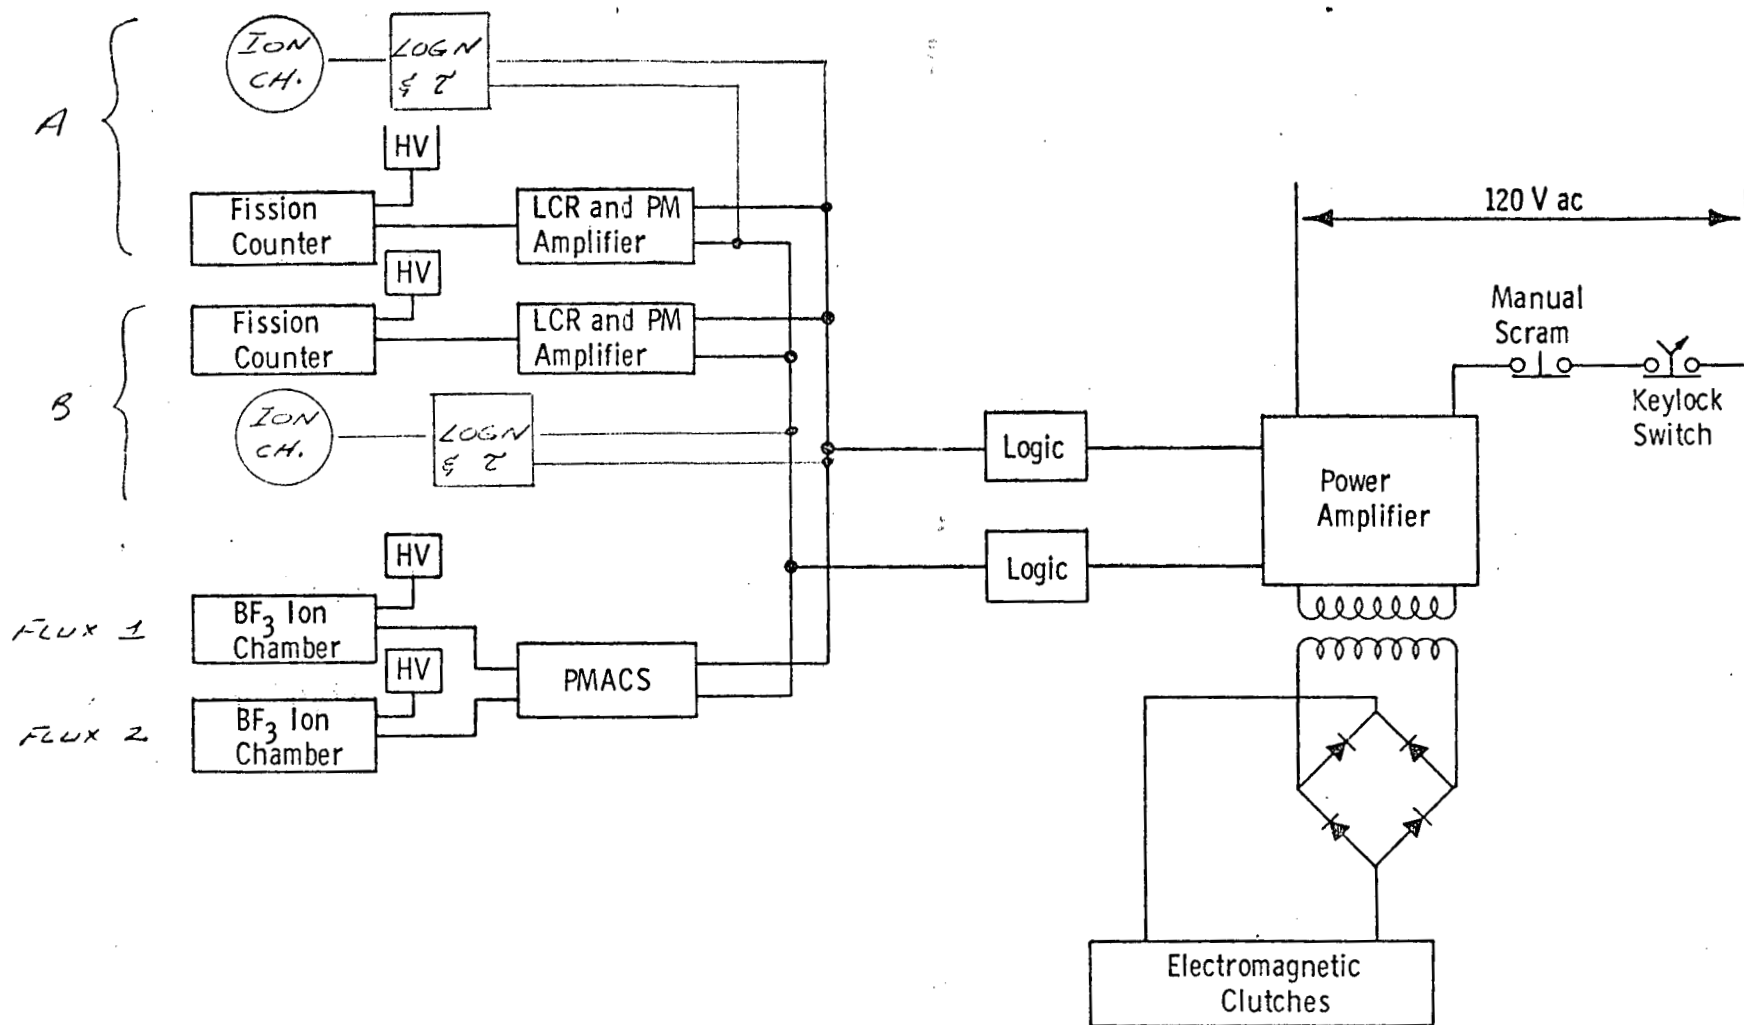 A
ION
CH.
LOGN
& τ
HV
Fission
Counter
LCR and PM
Amplifier
HV
B
Fission
Counter
LCR and PM
Amplifier
ION
CH.
LOGN
& τ
HV
FLUX 1
BF3 Ion
Chamber
HV
FLUX 2
BF3 Ion
Chamber
PMACS
Logic
Logic
120 V ac
Manual
Scram
Keylock
Switch
Power
Amplifier
Electromagnetic
Clutches